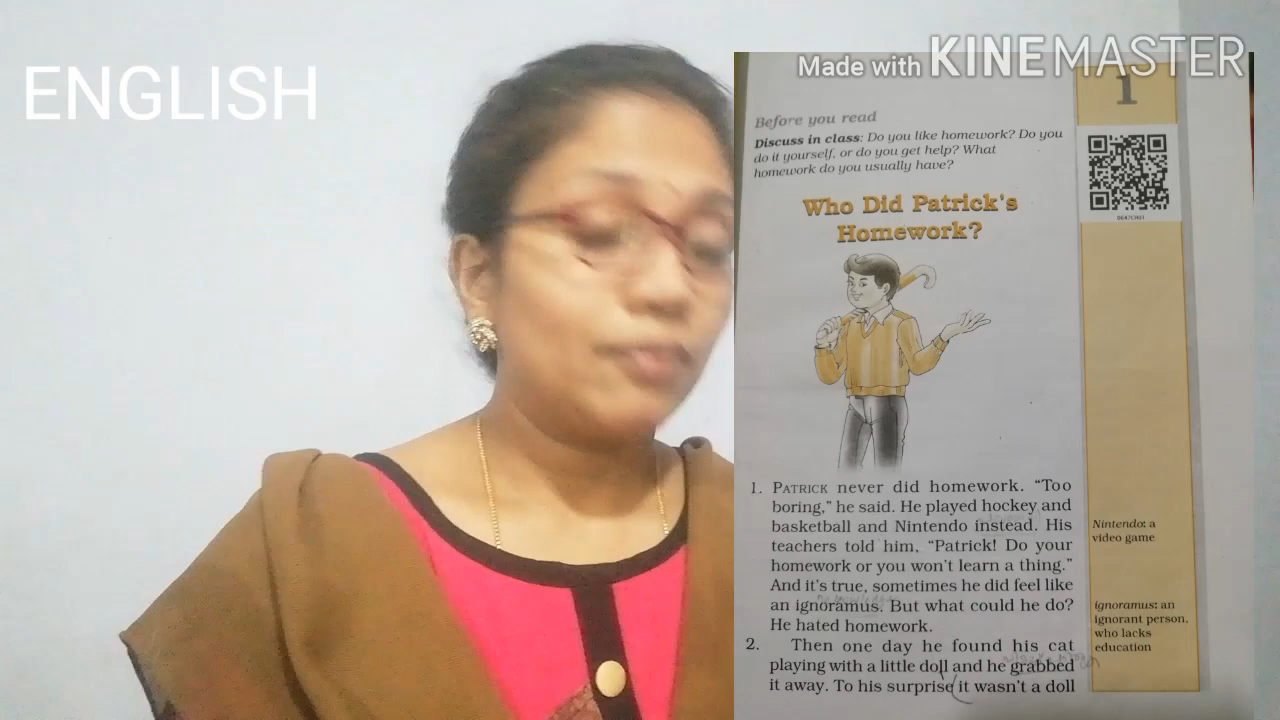 ENGLISH
Made with KINEMASTER
1
Before you read
Discuss in class: Do you like homework? Do you
do it yourself, or do you get help? What
homework do you usually have?
Who Did Patrick's
Homework?
1. PATRICK never did homework. “Too
boring,” he said. He played hockey and
basketball and Nintendo instead. His
teachers told him, “Patrick! Do your
homework or you won't learn a thing.”
And it's true, sometimes he did feel like
an ignoramus. But what could he do?
He hated homework.
2. Then one day he found his cat
playing with a little doll and he grabbed
it away. To his surprise it wasn't a doll
Nintendo: a
video game
ignoramus: an
ignorant person,
who lacks
education